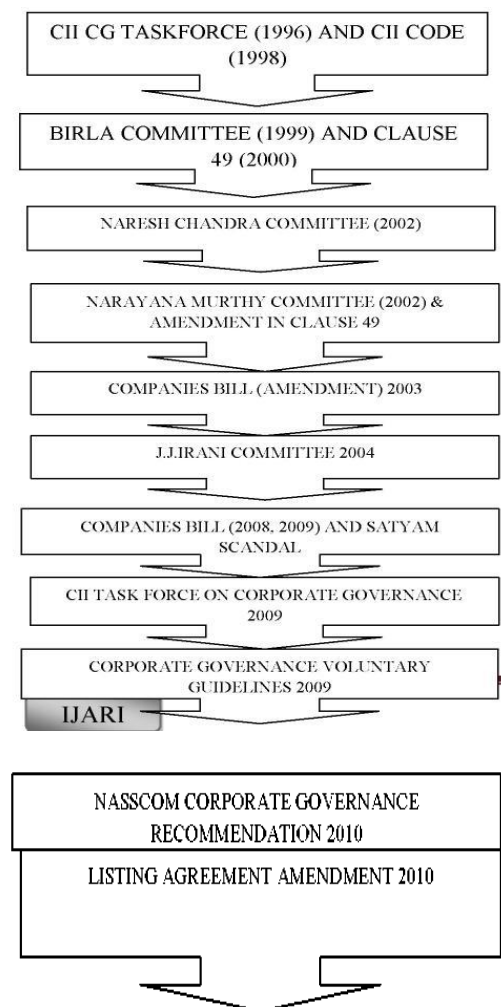 CII CG TASKFORCE (1996) AND CII CODE
(1998)
BIRLA COMMITTEE (1999) AND CLAUSE
49 (2000)
NARESH CHANDRA COMMITTEE (2002)
NARAYANA MURTHY COMMITTEE (2002) &
AMENDMENT IN CLAUSE 49
COMPANIES BILL (AMENDMENT) 2003
J.J.IRANI COMMITTEE 2004
COMPANIES BILL (2008, 2009) AND SATYAM
SCANDAL
CII TASK FORCE ON CORPORATE GOVERNANCE
2009
CORPORATE GOVERNANCE VOLUNTARY
GUIDELINES 2009
IJARI
NASSCOM CORPORATE GOVERNANCE
RECOMMENDATION 2010
LISTING AGREEMENT AMENDMENT 2010